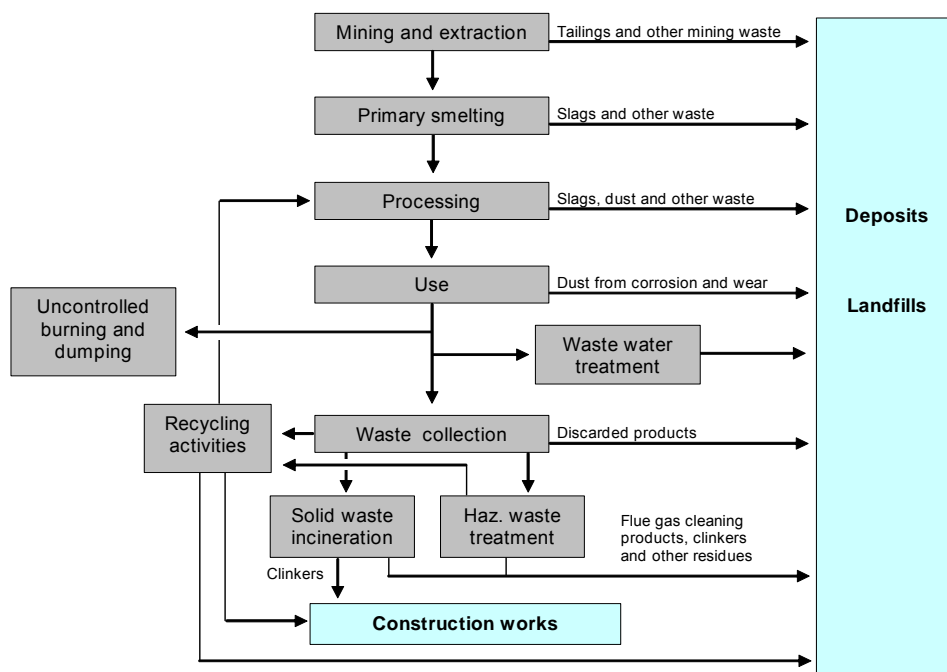 Mining and extraction
Tailings and other mining waste
Primary smelting
Slags and other waste
Processing
Slags, dust and other waste
Deposits
Use
Dust from corrosion and wear
Landfills
Uncontrolled
burning and
dumping
Waste water
treatment
Recycling
activities
Waste collection
Discarded products
Solid waste
incineration
Haz. waste
treatment
Flue gas cleaning
products, clinkers
and other residues
Clinkers
Construction works